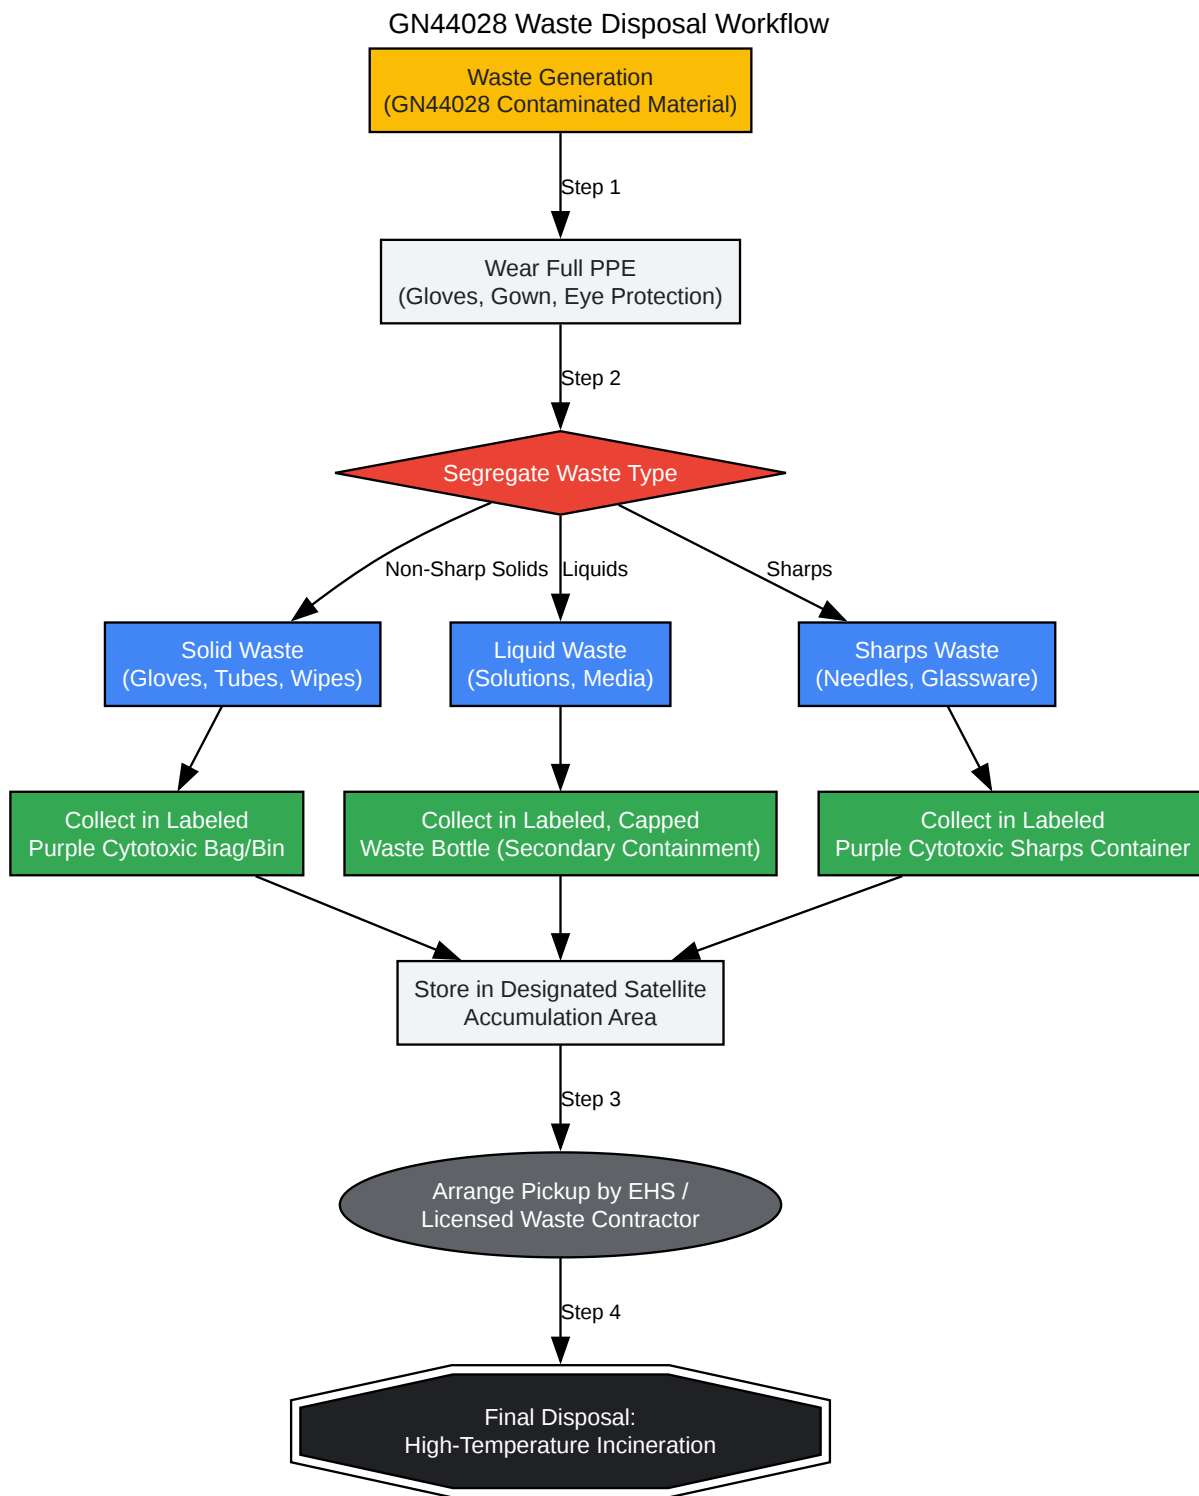 GN44028 Waste Disposal Workflow
Waste Generation
(GN44028 Contaminated Material)
Step 1
Wear Full PPE
(Gloves, Gown, Eye Protection)
Step 2
Segregate Waste Type
Non-Sharp Solids
Liquids
Sharps
Solid Waste
(Gloves, Tubes, Wipes)
Liquid Waste
(Solutions, Media)
Sharps Waste
(Needles, Glassware)
Collect in Labeled
Purple Cytotoxic Bag/Bin
Collect in Labeled, Capped
Waste Bottle (Secondary Containment)
Collect in Labeled
Purple Cytotoxic Sharps Container
Store in Designated Satellite
Accumulation Area
Step 3
Arrange Pickup by EHS /
Licensed Waste Contractor
Step 4
Final Disposal:
High-Temperature Incineration